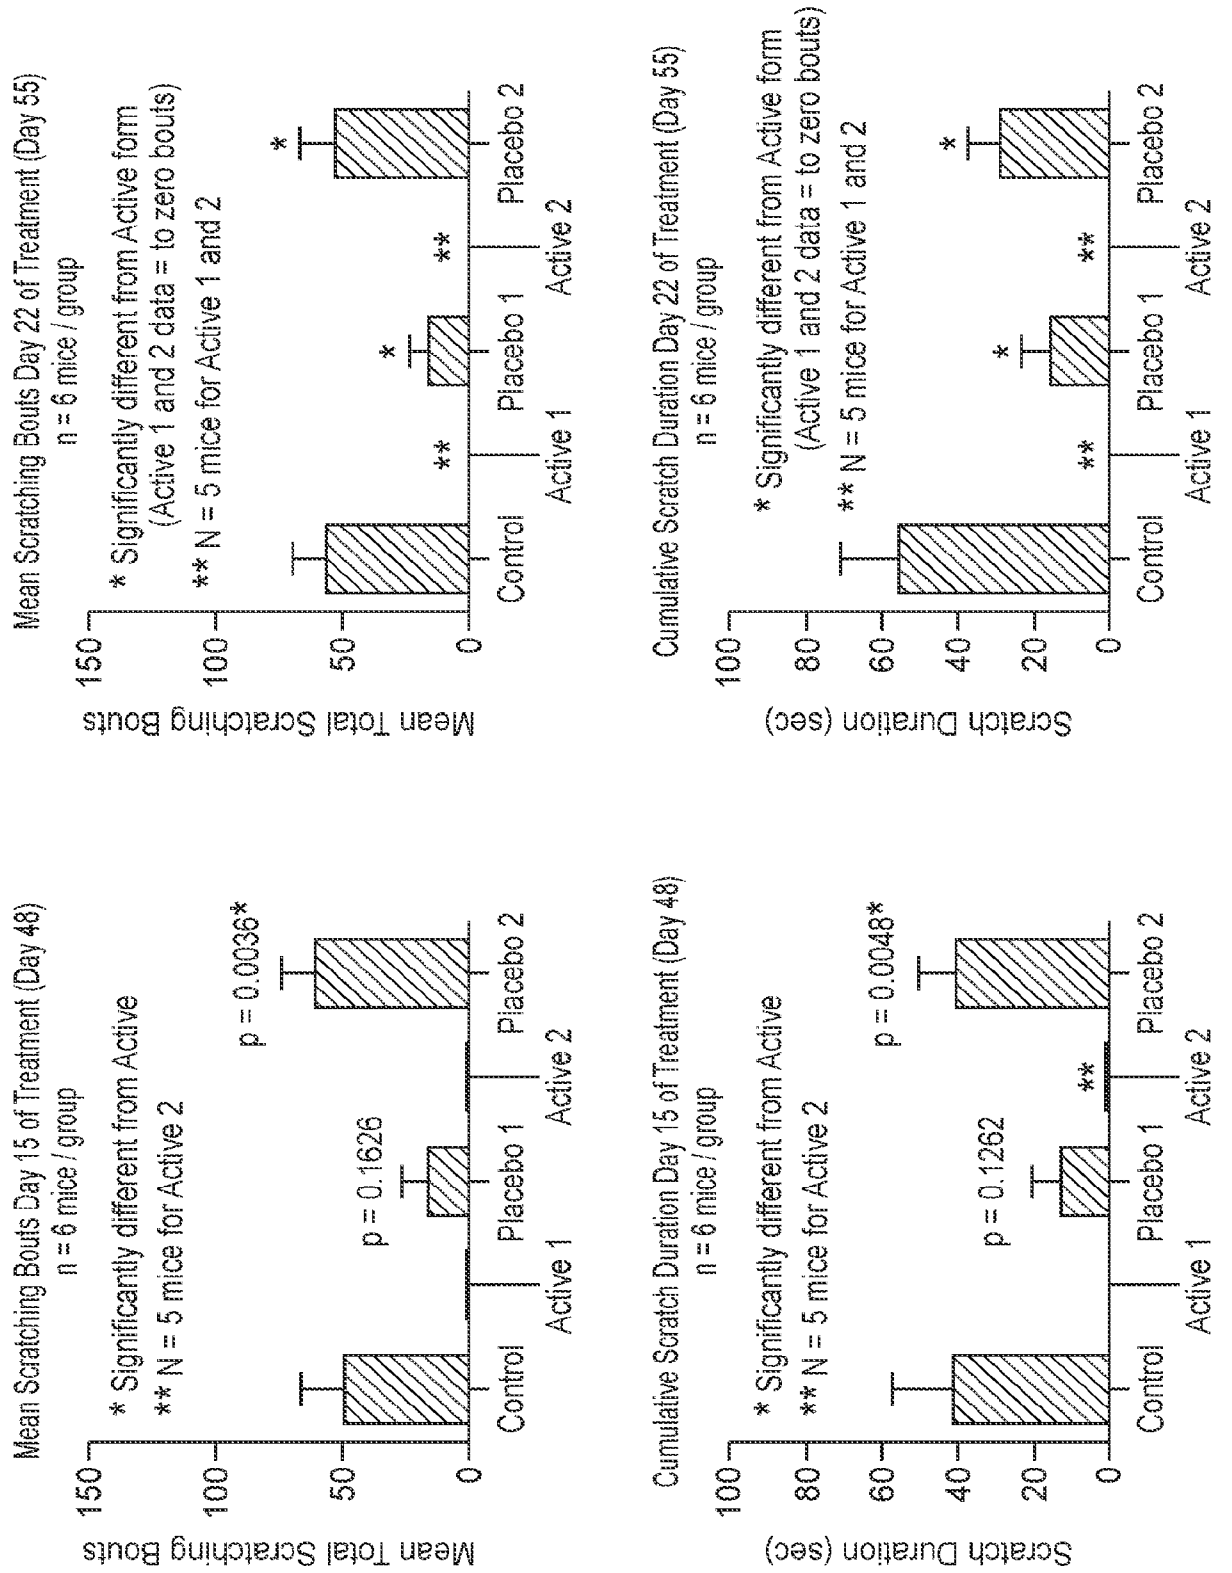 Mean Scratching Bouts Day 15 of Treatment (Day 48)
n = 6 mice / group
* Significantly different from Active
** N = 5 mice for Active 2
p = 0.0036*
p = 0.1626
Mean Total Scratching Bouts
150
100
50
0
Control
Active 1
Placebo 1
Active 2
Placebo 2
Mean Scratching Bouts Day 22 of Treatment (Day 55)
n = 6 mice / group
* Significantly different from Active form
(Active 1 and 2 data = to zero bouts)
** N = 5 mice for Active 1 and 2
Mean Total Scratching Bouts
150
100
50
0
**
*
**
*
Control
Active 1
Placebo 1
Active 2
Placebo 2
Cumulative Scratch Duration Day 15 of Treatment (Day 48)
n = 6 mice / group
* Significantly different from Active
** N = 5 mice for Active 2
p = 0.0048*
p = 0.1262
**
Scratch Duration (sec)
100
80
60
40
20
0
Control
Active 1
Placebo 1
Active 2
Placebo 2
Cumulative Scratch Duration Day 22 of Treatment (Day 55)
n = 6 mice / group
* Significantly different from Active form
(Active 1 and 2 data = to zero bouts)
** N = 5 mice for Active 1 and 2
Scratch Duration (sec)
100
80
60
40
20
0
**
*
**
*
Control
Active 1
Placebo 1
Active 2
Placebo 2